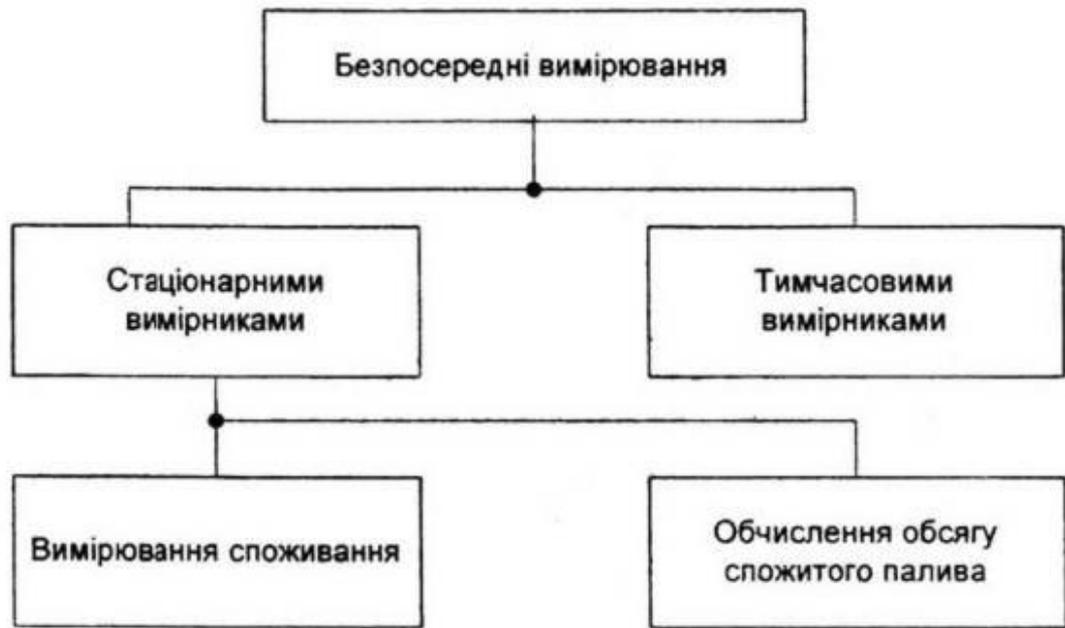 Безпосередні вимірювання
Стаціонарними
вимірниками
Тимчасовими
вимірниками
Вимірювання споживання
Обчислення обсягу
спожитого палива